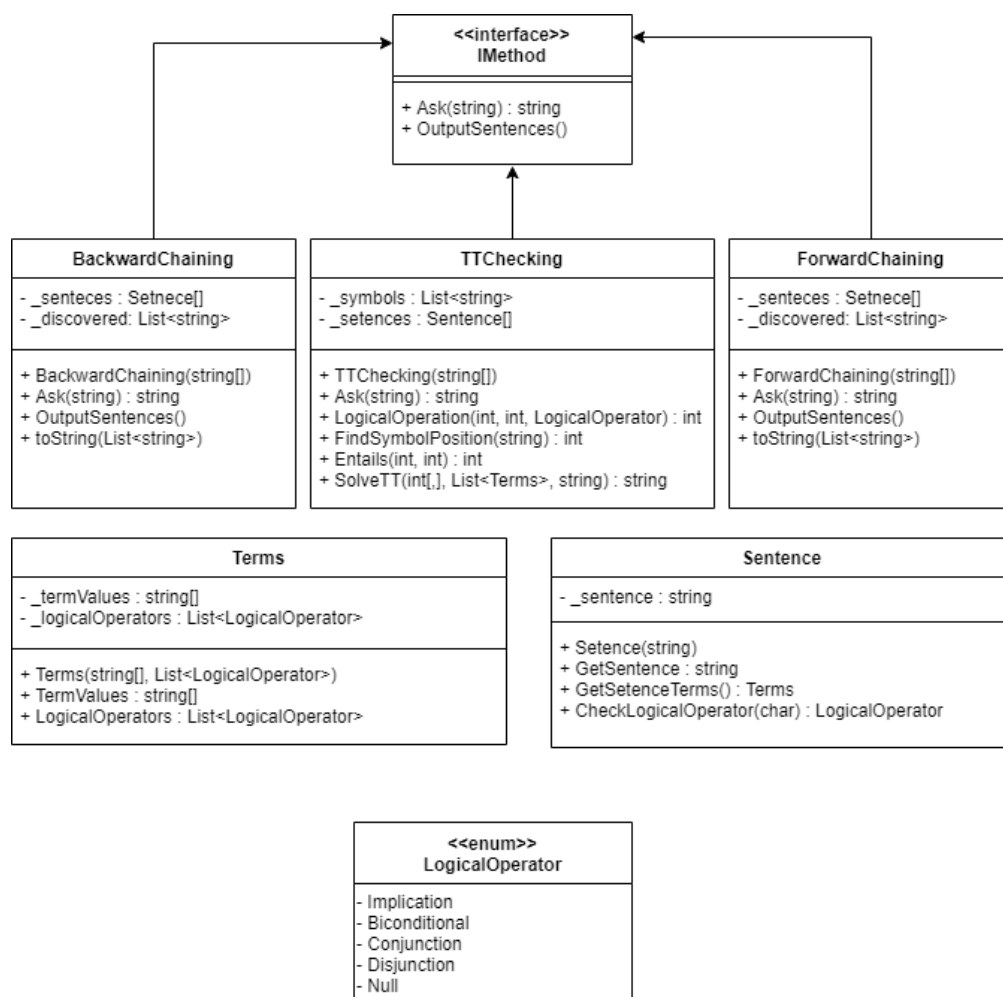 <<interface>>
IMethod
+ Ask(string) : string
+ OutputSentences()
BackwardChaining
- _senteces : Setnece[]
- _discovered: List<string>
+ BackwardChaining(string[])
+ Ask(string) : string
+ OutputSentences()
+ toString(List<string>)
TTChecking
- _symbols : List<string>
- _setences : Sentence[]
+ TTChecking(string[])
+ Ask(string) : string
+ LogicalOperation(int, int, LogicalOperator) : int
+ FindSymbolPosition(string) : int
+ Entails(int, int) : int
+ SolveTT(int[,], List<Terms>, string) : string
ForwardChaining
- _senteces : Setnece[]
- _discovered: List<string>
+ ForwardChaining(string[])
+ Ask(string) : string
+ OutputSentences()
+ toString(List<string>)
Terms
- _termValues : string[]
- _logicalOperators : List<LogicalOperator>
+ Terms(string[], List<LogicalOperator>)
+ TermValues : string[]
+ LogicalOperators : List<LogicalOperator>
Sentence
- _sentence : string
+ Setence(string)
+ GetSentence : string
+ GetSetenceTerms() : Terms
+ CheckLogicalOperator(char) : LogicalOperator
<<enum>>
LogicalOperator
- Implication
- Biconditional
- Conjunction
- Disjunction
- Null